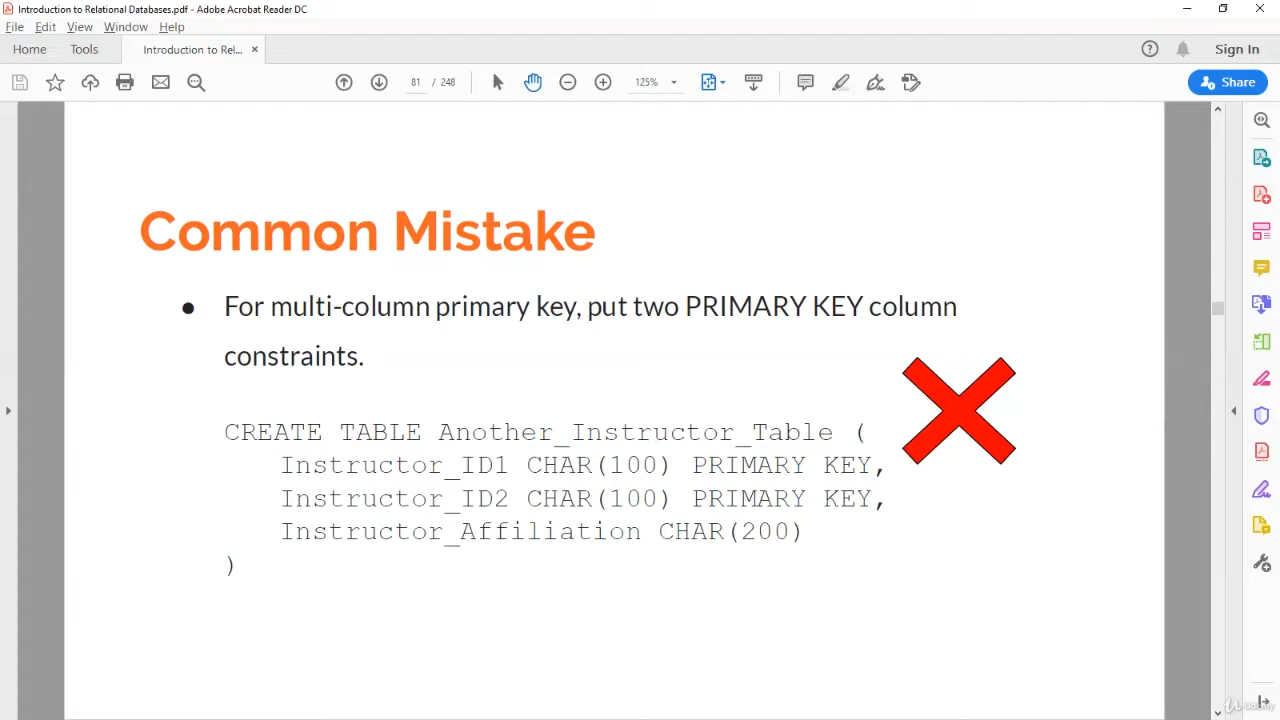 Introduction to Relational Databases.pdf - Adobe Acrobat Reader DC
File Edit View Window Help
Home Tools Introduction to Rel... × Sign In
81 / 248 125% Share
Common Mistake
● For multi-column primary key, put two PRIMARY KEY column
constraints.
CREATE TABLE Another_Instructor_Table (
Instructor_ID1 CHAR(100) PRIMARY KEY,
Instructor_ID2 CHAR(100) PRIMARY KEY,
Instructor_Affiliation CHAR(200)
)
Udemy